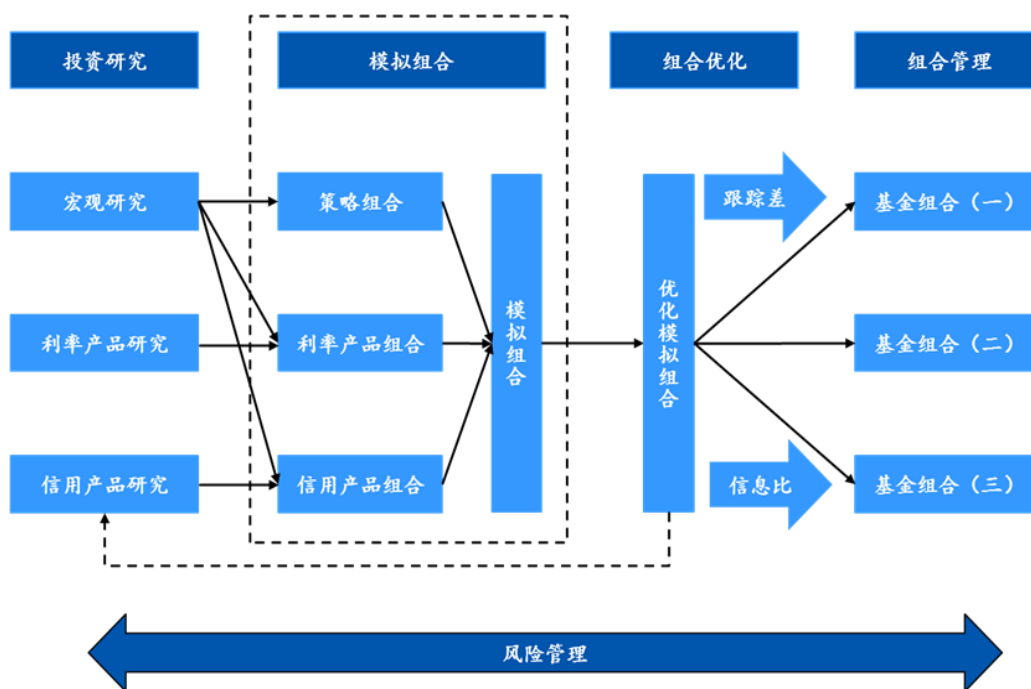 投资研究
模拟组合
组合优化
组合管理
宏观研究
策略组合
跟踪差
基金组合（一）
利率产品研究
利率产品组合
模拟组合
优化模拟组合
基金组合（二）
信用产品研究
信用产品组合
信息比
基金组合（三）
风险管理